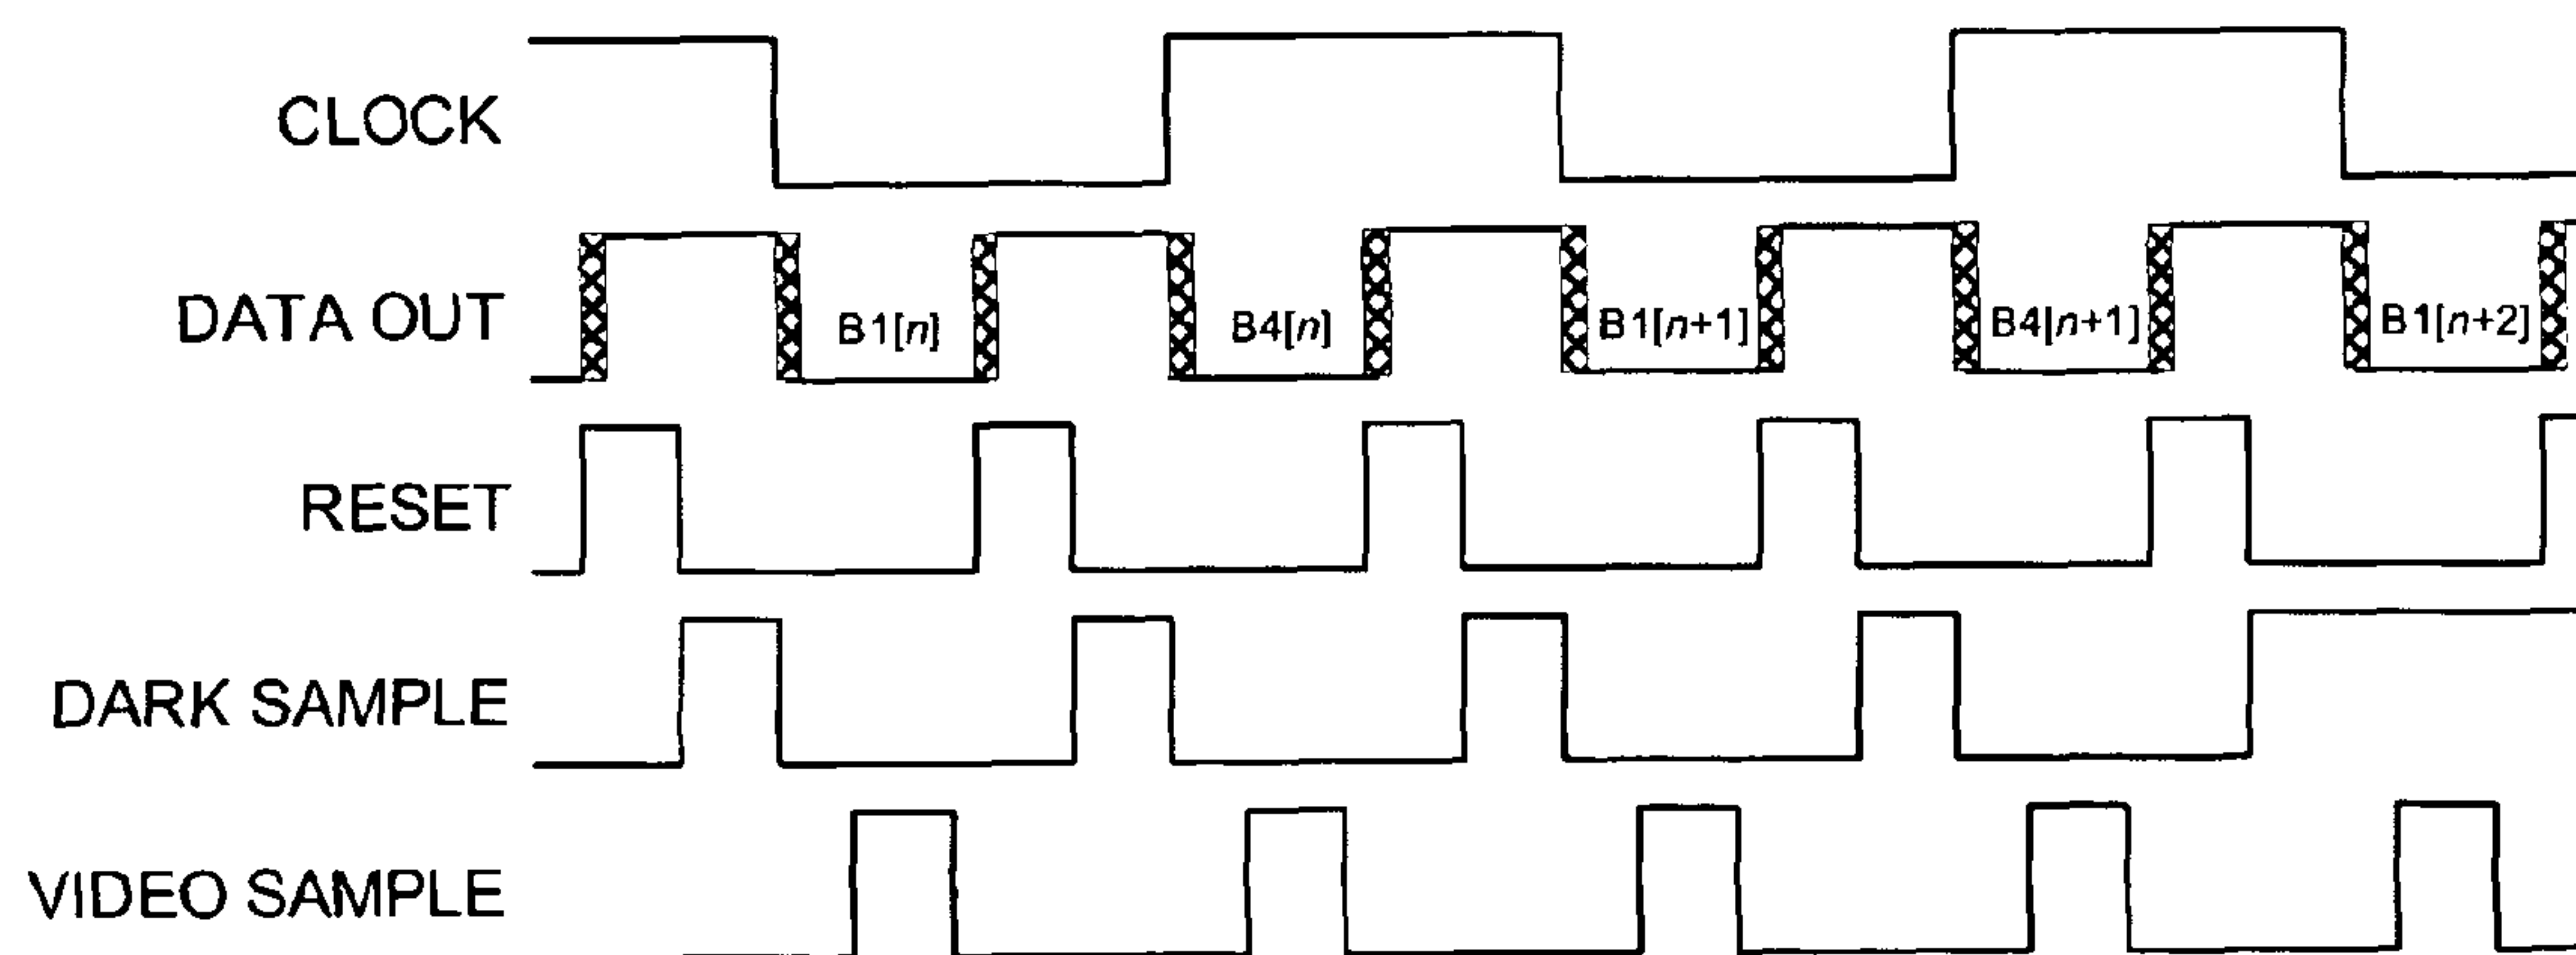 CLOCK
DATA OUT
B1[n]
B4[n]
B1[n+1]
B4[n+1]
B1[n+2]
RESET
DARK SAMPLE
VIDEO SAMPLE